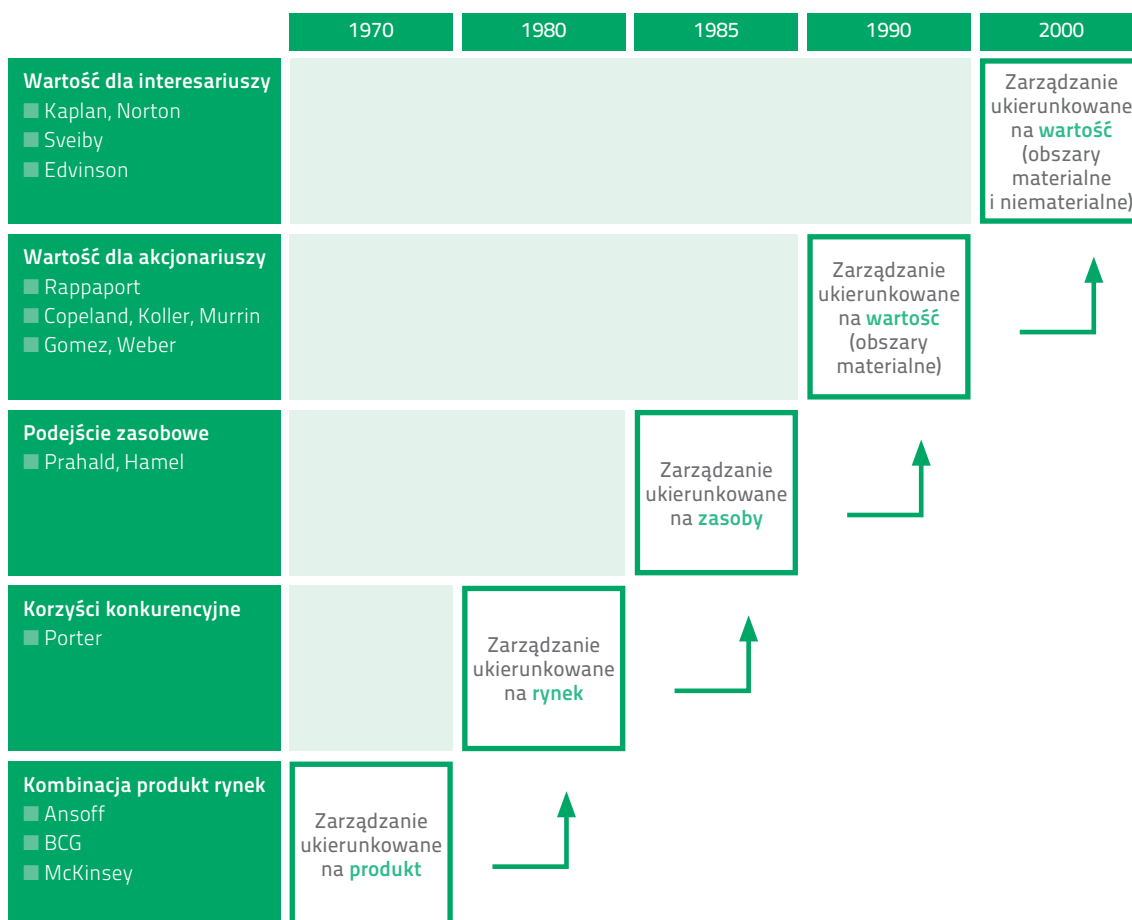 1970 1980 1985 1990 2000
Wartość dla interesariuszy
Kaplan, Norton
Sveiby
Edvinson
Zarządzanie
ukierunkowane
na wartość
(obszary
materialne
i niematerialne)
Wartość dla akcjonariuszy
Rappaport
Copeland, Koller, Murrin
Gomez, Weber
Zarządzanie
ukierunkowane
na wartość
(obszary
materialne)
Podejście zasobowe
Prahald, Hamel
Zarządzanie
ukierunkowane
na zasoby
Korzyści konkurencyjne
Porter
Zarządzanie
ukierunkowane
na rynek
Kombinacja produkt rynek
Ansoff
BCG
McKinsey
Zarządzanie
ukierunkowane
na produkt